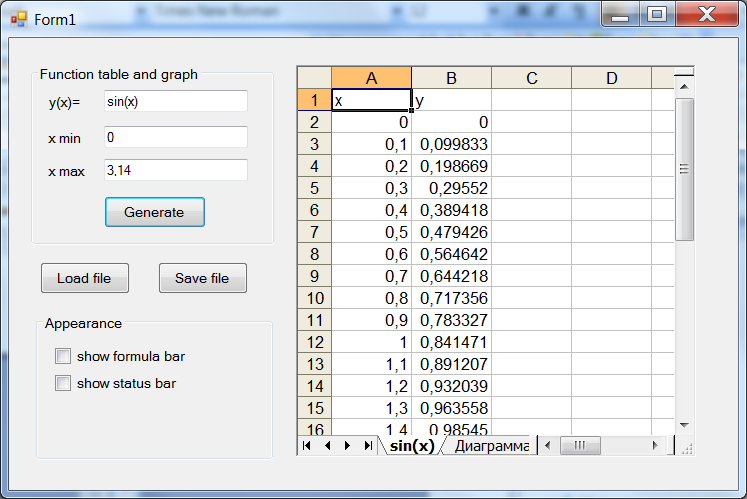 Times New Roman 12
Form1
Function table and graph
y(x)= sin(x)
x min 0
x max 3,14
Generate
Load file Save file
Appearance
show formula bar
show status bar
A B C D
1 x y
2 0 0
3 0,1 0,099833
4 0,2 0,198669
5 0,3 0,29552
6 0,4 0,389418
7 0,5 0,479426
8 0,6 0,564642
9 0,7 0,644218
10 0,8 0,717356
11 0,9 0,783327
12 1 0,841471
13 1,1 0,891207
14 1,2 0,932039
15 1,3 0,963558
16 1,4 0,98545
sin(x) Диаграмма